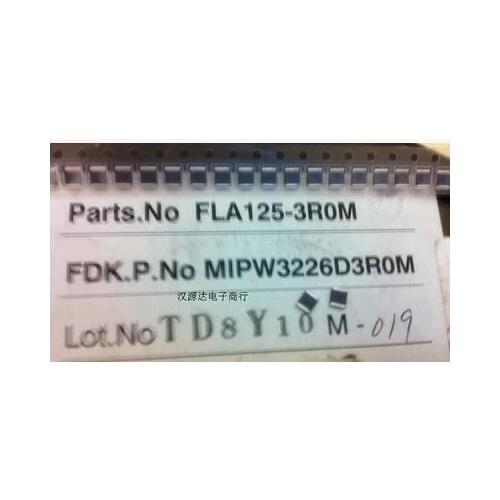 Parts.No FLA125-3R0M
FDK.P.No MIPW3226D3R0M
汉源达电子商行
Lot.No TD8Y10M-019